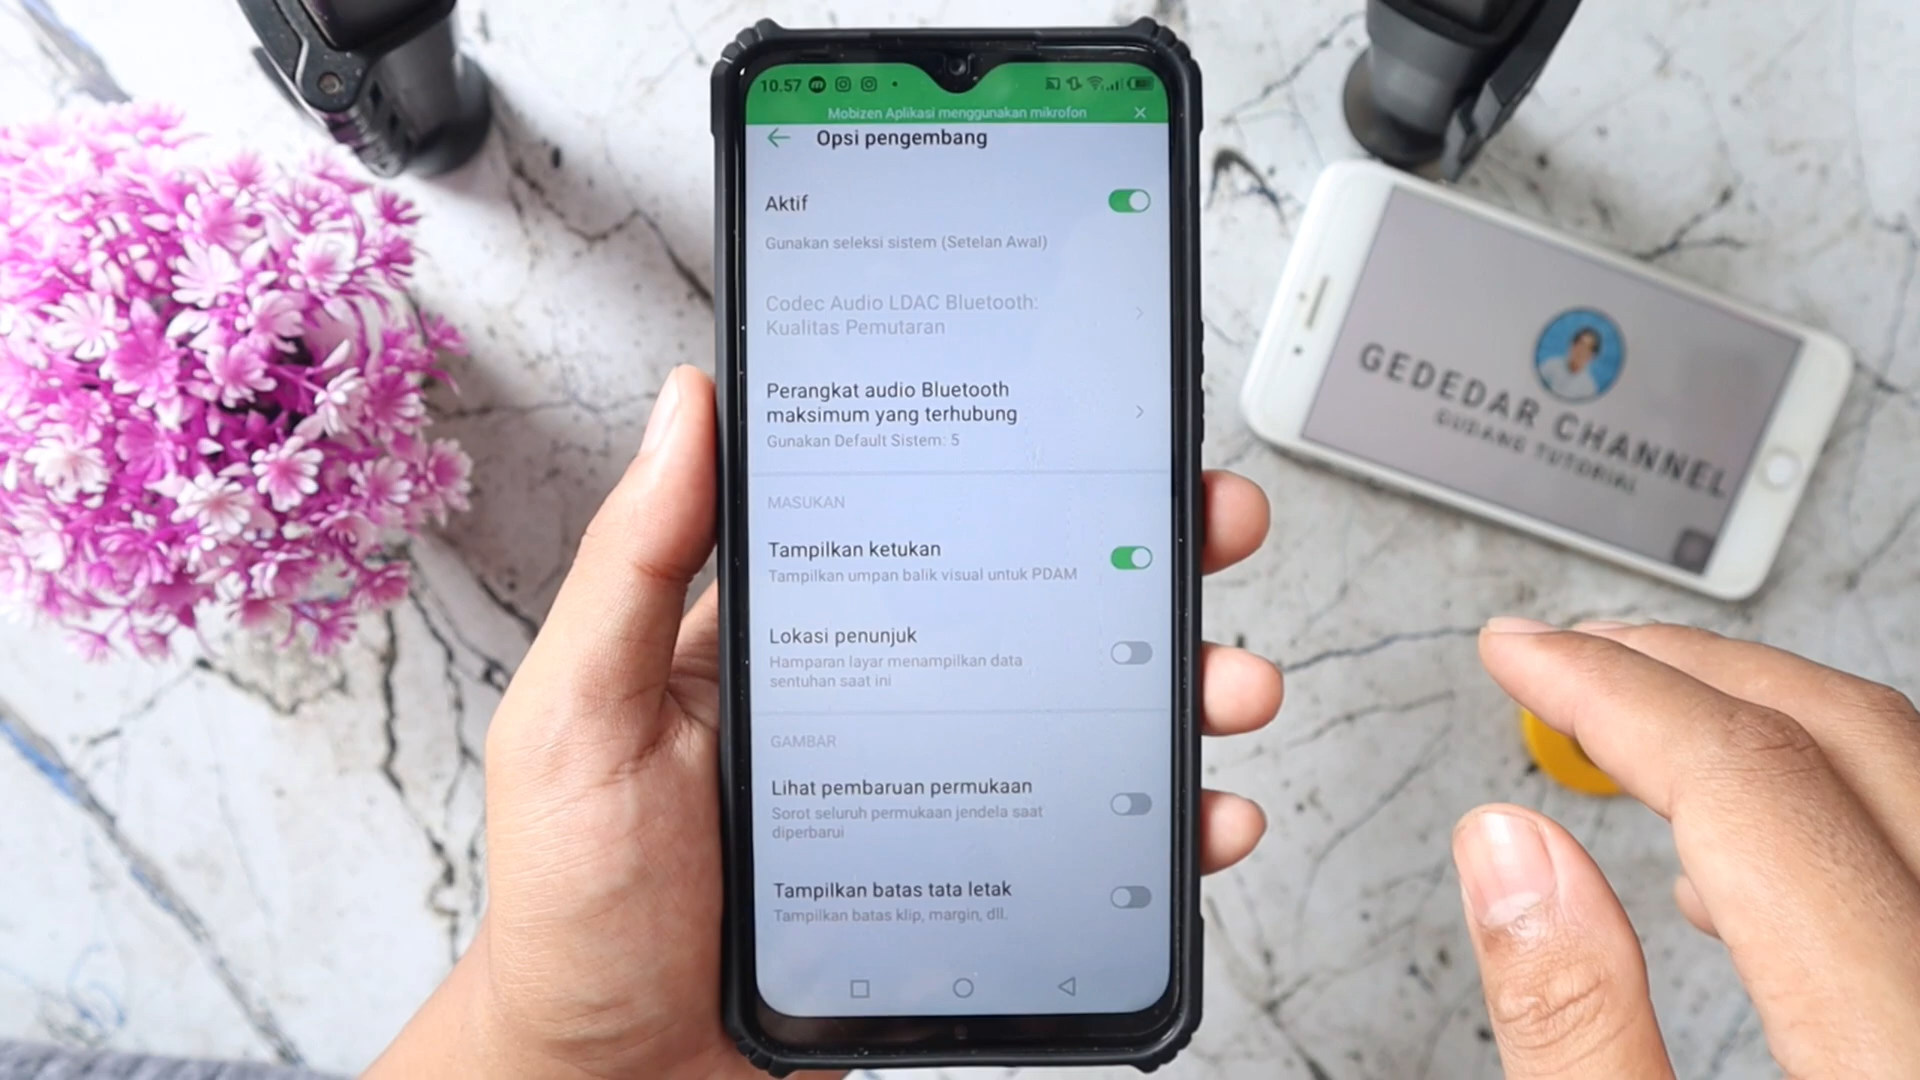 10.57
Mobizen Aplikasi menggunakan mikrofon
Opsi pengembang
Aktif
Gunakan seleksi sistem (Setelan Awal)
Codec Audio LDAC Bluetooth:
Kualitas Pemutaran
Perangkat audio Bluetooth
maksimum yang terhubung
Gunakan Default Sistem: 5
MASUKAN
Tampilkan ketukan
Tampilkan umpan balik visual untuk PDAM
Lokasi penunjuk
Hamparan layar menampilkan data
sentuhan saat ini
GAMBAR
Lihat pembaruan permukaan
Sorot seluruh permukaan jendela saat
diperbarui
Tampilkan batas tata letak
Tampilkan batas klip, margin, dll.
GEDEDAR CHANNEL
GUDANG TUTORIAL